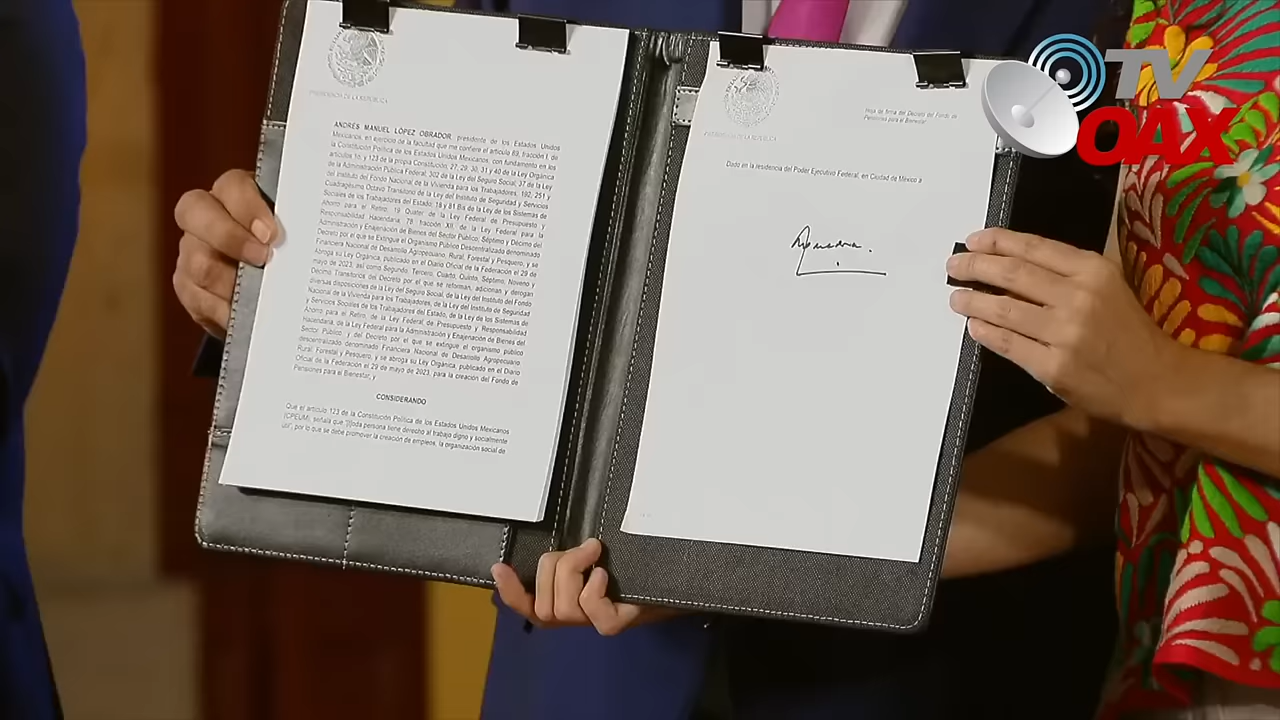 PRESIDENCIA DE LA REPÚBLICA
ANDRÉS MANUEL LÓPEZ OBRADOR, presidente de los Estados Unidos
Mexicanos, en ejercicio de la facultad que me confiere el artículo 89, fracción I, de
la Constitución Política de los Estados Unidos Mexicanos, con fundamento en los
artículos 1o. y 123 de la propia Constitución; 27, 29, 30, 31 y 40 de la Ley Orgánica
de la Administración Pública Federal; 302 de la Ley del Seguro Social; 37 de la Ley
del Instituto del Fondo Nacional de la Vivienda para los Trabajadores; 192, 251 y
Cuadragésimo Octavo Transitorio de la Ley del Instituto de Seguridad y Servicios
Sociales de los Trabajadores del Estado; 18 y 81 Bis de la Ley de los Sistemas de
Ahorro para el Retiro; 19 Quater de la Ley Federal de Presupuesto y
Responsabilidad Hacendaria; 78, fracción XII, de la Ley Federal para la
Administración y Enajenación de Bienes del Sector Público; Séptimo y Décimo del
Decreto por el que se Extingue el Organismo Público Descentralizado denominado
Financiera Nacional de Desarrollo Agropecuario, Rural, Forestal y Pesquero, y se
Abroga su Ley Orgánica, publicado en el Diario Oficial de la Federación el 29 de
mayo de 2023, así como Segundo, Tercero, Cuarto, Quinto, Séptimo, Noveno y
Décimo Transitorios del Decreto por el que se reforman, adicionan y derogan
diversas disposiciones de la Ley del Seguro Social, de la Ley del Instituto del Fondo
Nacional de la Vivienda para los Trabajadores, de la Ley del Instituto de Seguridad
y Servicios Sociales de los Trabajadores del Estado, de la Ley de los Sistemas de
Ahorro para el Retiro, de la Ley Federal de Presupuesto y Responsabilidad
Hacendaria, de la Ley Federal para la Administración y Enajenación de Bienes del
Sector Público y del Decreto por el que se extingue el organismo público
descentralizado denominado Financiera Nacional de Desarrollo Agropecuario
Rural, Forestal y Pesquero, y se abroga su Ley Orgánica, publicado en el Diario
Oficial de la Federación el 29 de mayo de 2023, para la creación del Fondo de
Pensiones para el Bienestar, y
CONSIDERANDO
Que el artículo 123 de la Constitución Política de los Estados Unidos Mexicanos
(CPEUM), señala que "[t]oda persona tiene derecho al trabajo digno y socialmente
útil", por lo que se debe promover la creación de empleos, la organización social de
PRESIDENCIA DE LA REPÚBLICA
Hoja de firma del Decreto del Fondo de
Pensiones para el Bienestar
Dado en la residencia del Poder Ejecutivo Federal, en Ciudad de México a
TV
OAX